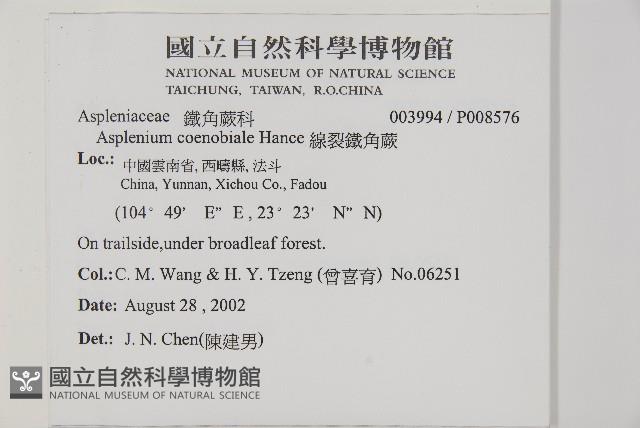 國立自然科學博物館
NATIONAL MUSEUM OF NATURAL SCIENCE
TAICHUNG, TAIWAN, R.O.CHINA
Aspleniaceae 鐵角蕨科 003994 / P008576
Asplenium coenobiale Hance 線裂鐵角蕨
Loc.: 中國雲南省, 西疇縣, 法斗
China, Yunnan, Xichou Co., Fadou
(104° 49' E” E , 23° 23' N” N)
On trailside,under broadleaf forest.
Col.: C. M. Wang & H. Y. Tzeng (曾喜育) No.06251
Date: August 28 , 2002
Det.: J. N. Chen(陳建男)
國立自然科學博物館
NATIONAL MUSEUM OF NATURAL SCIENCE